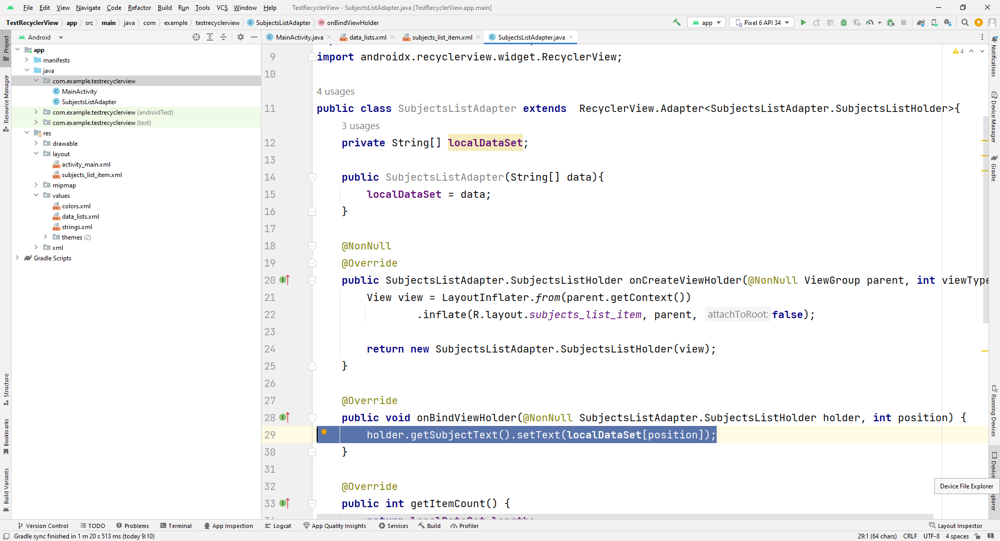 File Edit View Navigate Code Refactor Build Run Tools VCS Window Help TestRecyclerView - SubjectsListAdapter.java [TestRecyclerView.app.main]
TestRecyclerView app src main java com example testrecyclerview SubjectsListAdapter onBindViewHolder app Pixel 6 API 34
Android
MainActivity.java data_lists.xml subjects_list_item.xml SubjectsListAdapter.java
Project
Resource Manager
Structure
Bookmarks
Build Variants
app
manifests
java
com.example.testrecyclerview
MainActivity
SubjectsListAdapter
com.example.testrecyclerview (androidTest)
com.example.testrecyclerview (test)
res
drawable
layout
activity_main.xml
subjects_list_item.xml
mipmap
values
colors.xml
data_lists.xml
strings.xml
themes (2)
xml
Gradle Scripts
4
9 import androidx.recyclerview.widget.RecyclerView;
10
4 usages
11 public class SubjectsListAdapter extends  RecyclerView.Adapter<SubjectsListAdapter.SubjectsListHolder>{
3 usages
12 private String[] localDataSet;
13
14 public SubjectsListAdapter(String[] data){
15 localDataSet = data;
16 }
17
18 @NonNull
19 @Override
20 public SubjectsListAdapter.SubjectsListHolder onCreateViewHolder(@NonNull ViewGroup parent, int viewType
21 View view = LayoutInflater.from(parent.getContext())
22 .inflate(R.layout.subjects_list_item, parent, attachToRoot: false);
23
24 return new SubjectsListAdapter.SubjectsListHolder(view);
25 }
26
27 @Override
28 public void onBindViewHolder(@NonNull SubjectsListAdapter.SubjectsListHolder holder, int position) {
29 holder.getSubjectText().setText(localDataSet[position]);
30 }
31
32 @Override
33 public int getItemCount() {
Notifications
Device Manager
Gradle
Running Devices
Device File Explorer
Version Control TODO Problems Terminal App Inspection Logcat App Quality Insights Services Build Profiler Layout Inspector
Gradle sync finished in 1 m 20 s 513 ms (today 9:10) 29:1 (64 chars) CRLF UTF-8 4 spaces